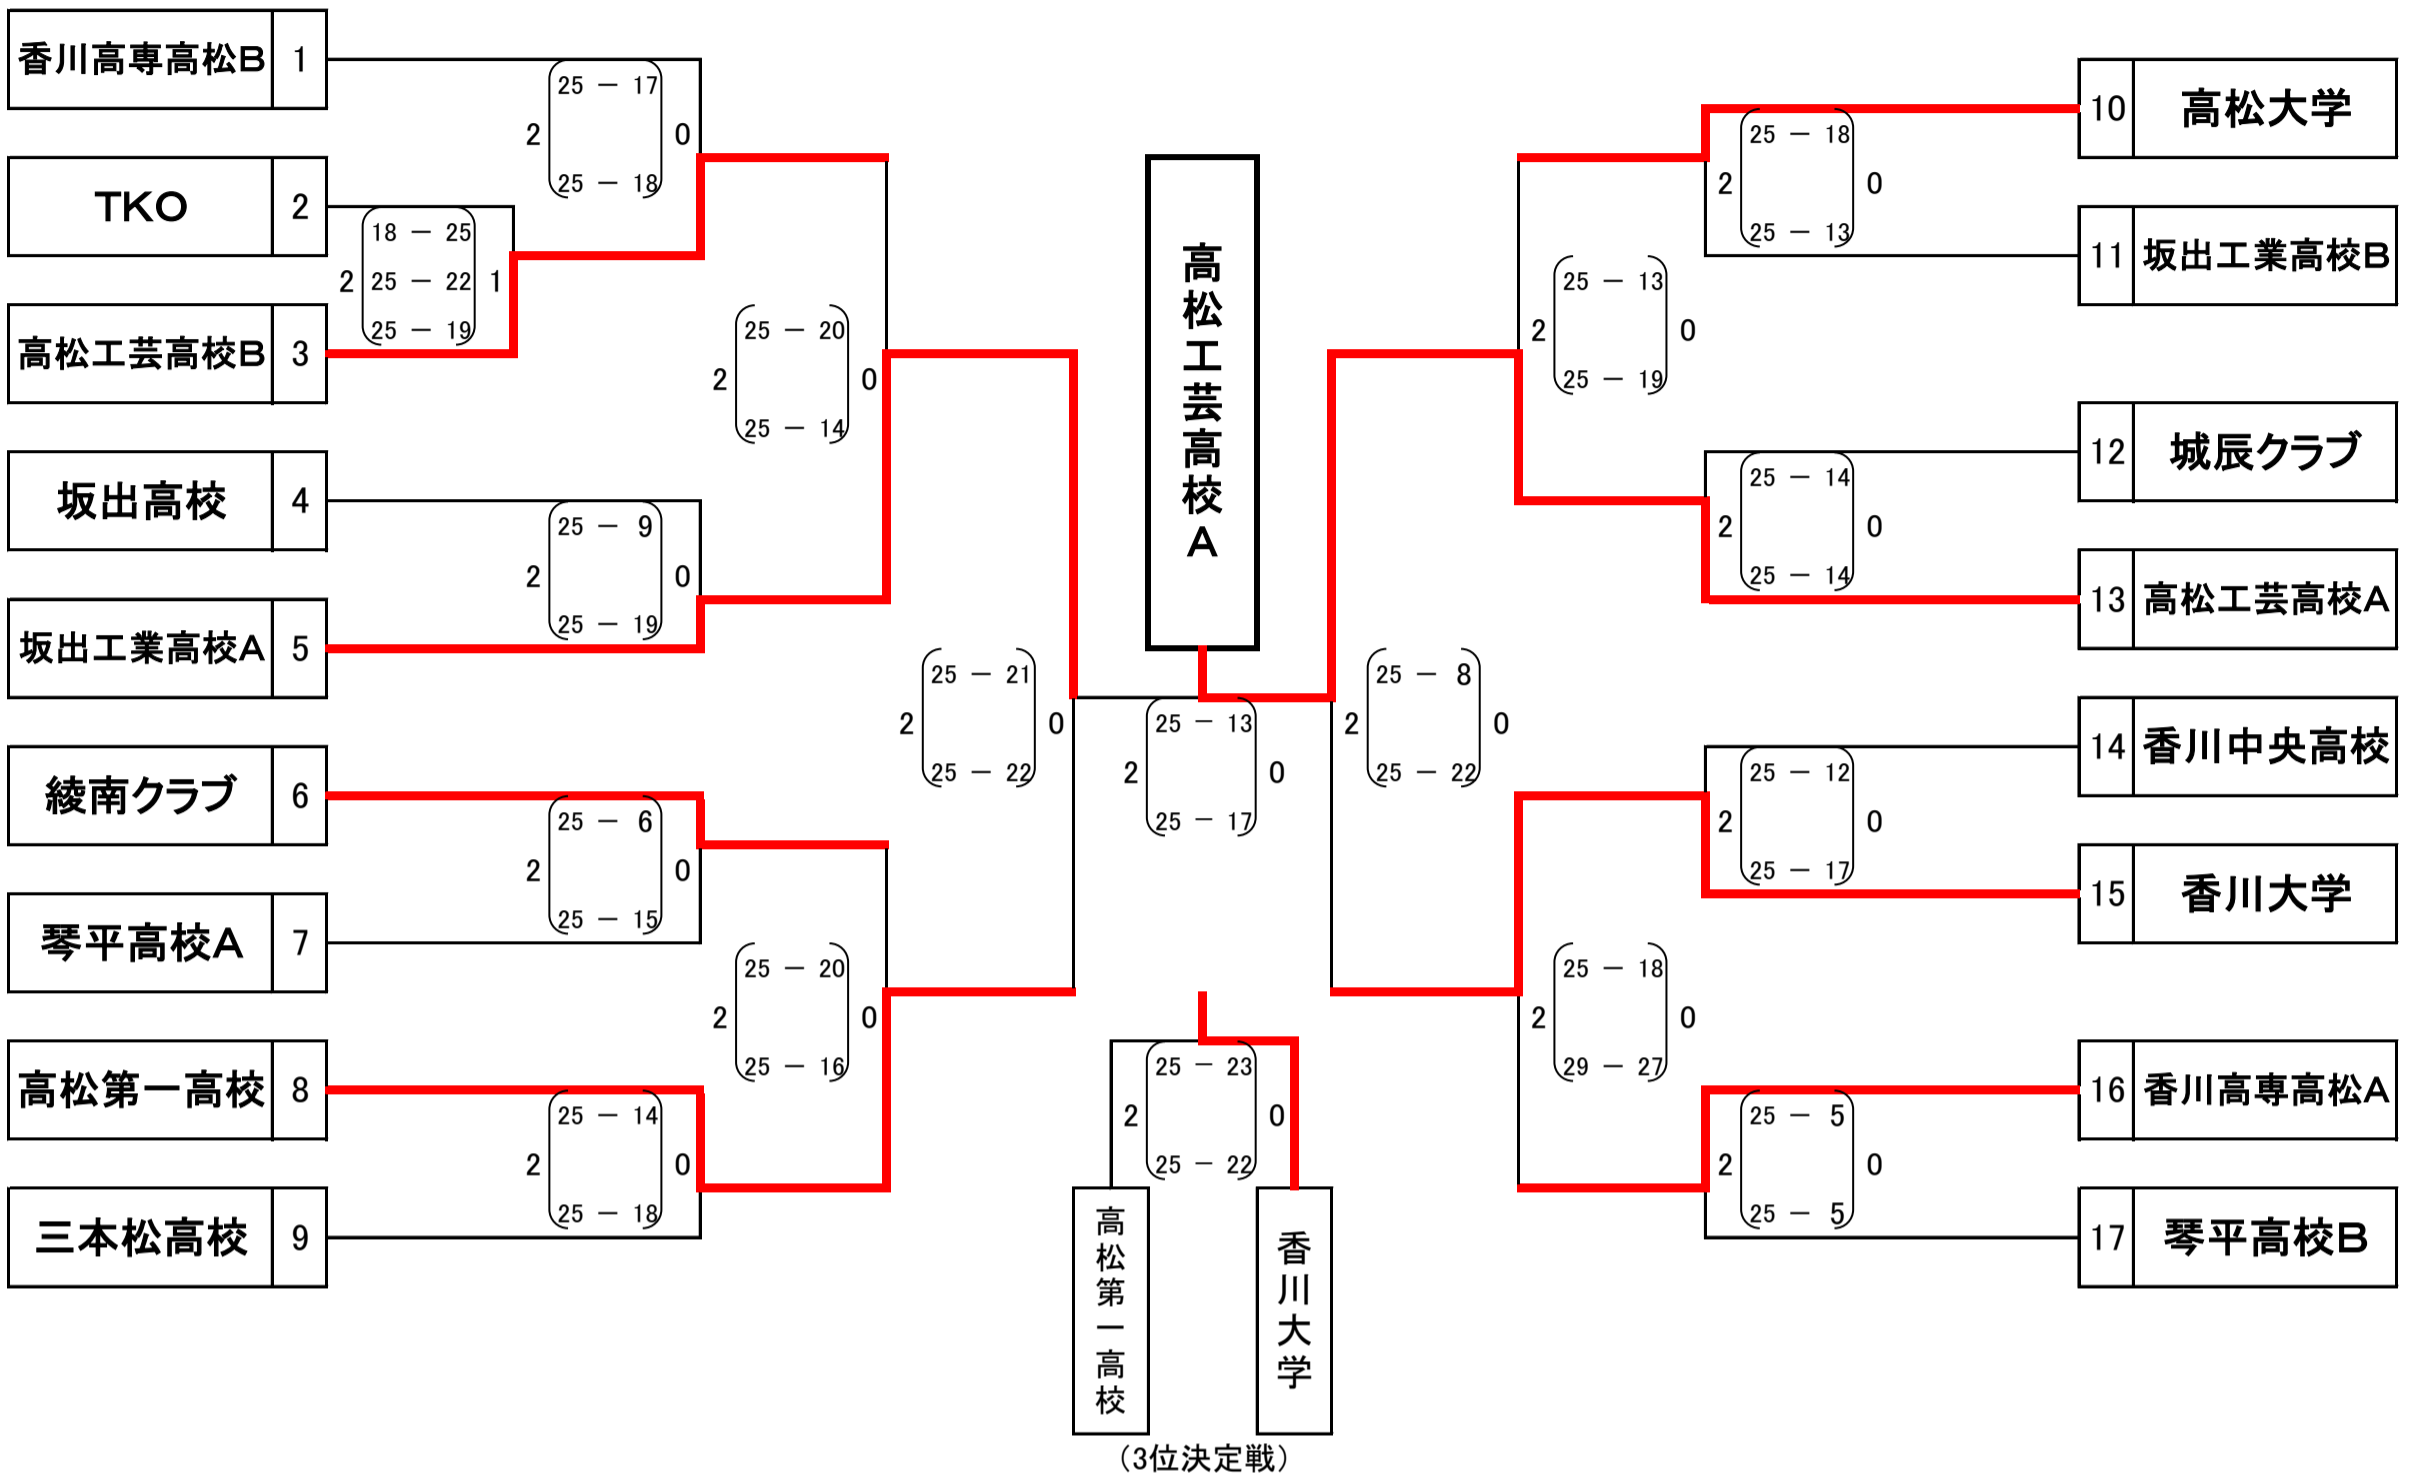 香川高専高松B 1
TKO 2
高松工芸高校B 3
坂出高校 4
坂出工業高校A 5
綾南クラブ 6
琴平高校A 7
高松第一高校 8
三本松高校 9
25 － 17
2 0
25 － 18
18 － 25
2 25 － 22 1
25 － 19
25 － 9
2 0
25 － 19
25 － 6
2 0
25 － 15
25 － 14
2 0
25 － 18
25 － 20
2 0
25 － 14
25 － 20
2 0
25 － 16
25 － 21
2 0
25 － 22
高松工芸高校A
25 － 13
2 0
25 － 17
25 － 23
2 0
25 － 22
高松第一高校
香川大学
（3位決定戦）
25 － 8
2 0
25 － 22
25 － 13
2 0
25 － 19
25 － 18
2 0
29 － 27
25 － 18
2 0
25 － 13
25 － 14
2 0
25 － 14
25 － 12
2 0
25 － 17
25 － 5
2 0
25 － 5
10 高松大学
11 坂出工業高校B
12 城辰クラブ
13 高松工芸高校A
14 香川中央高校
15 香川大学
16 香川高専高松A
17 琴平高校B